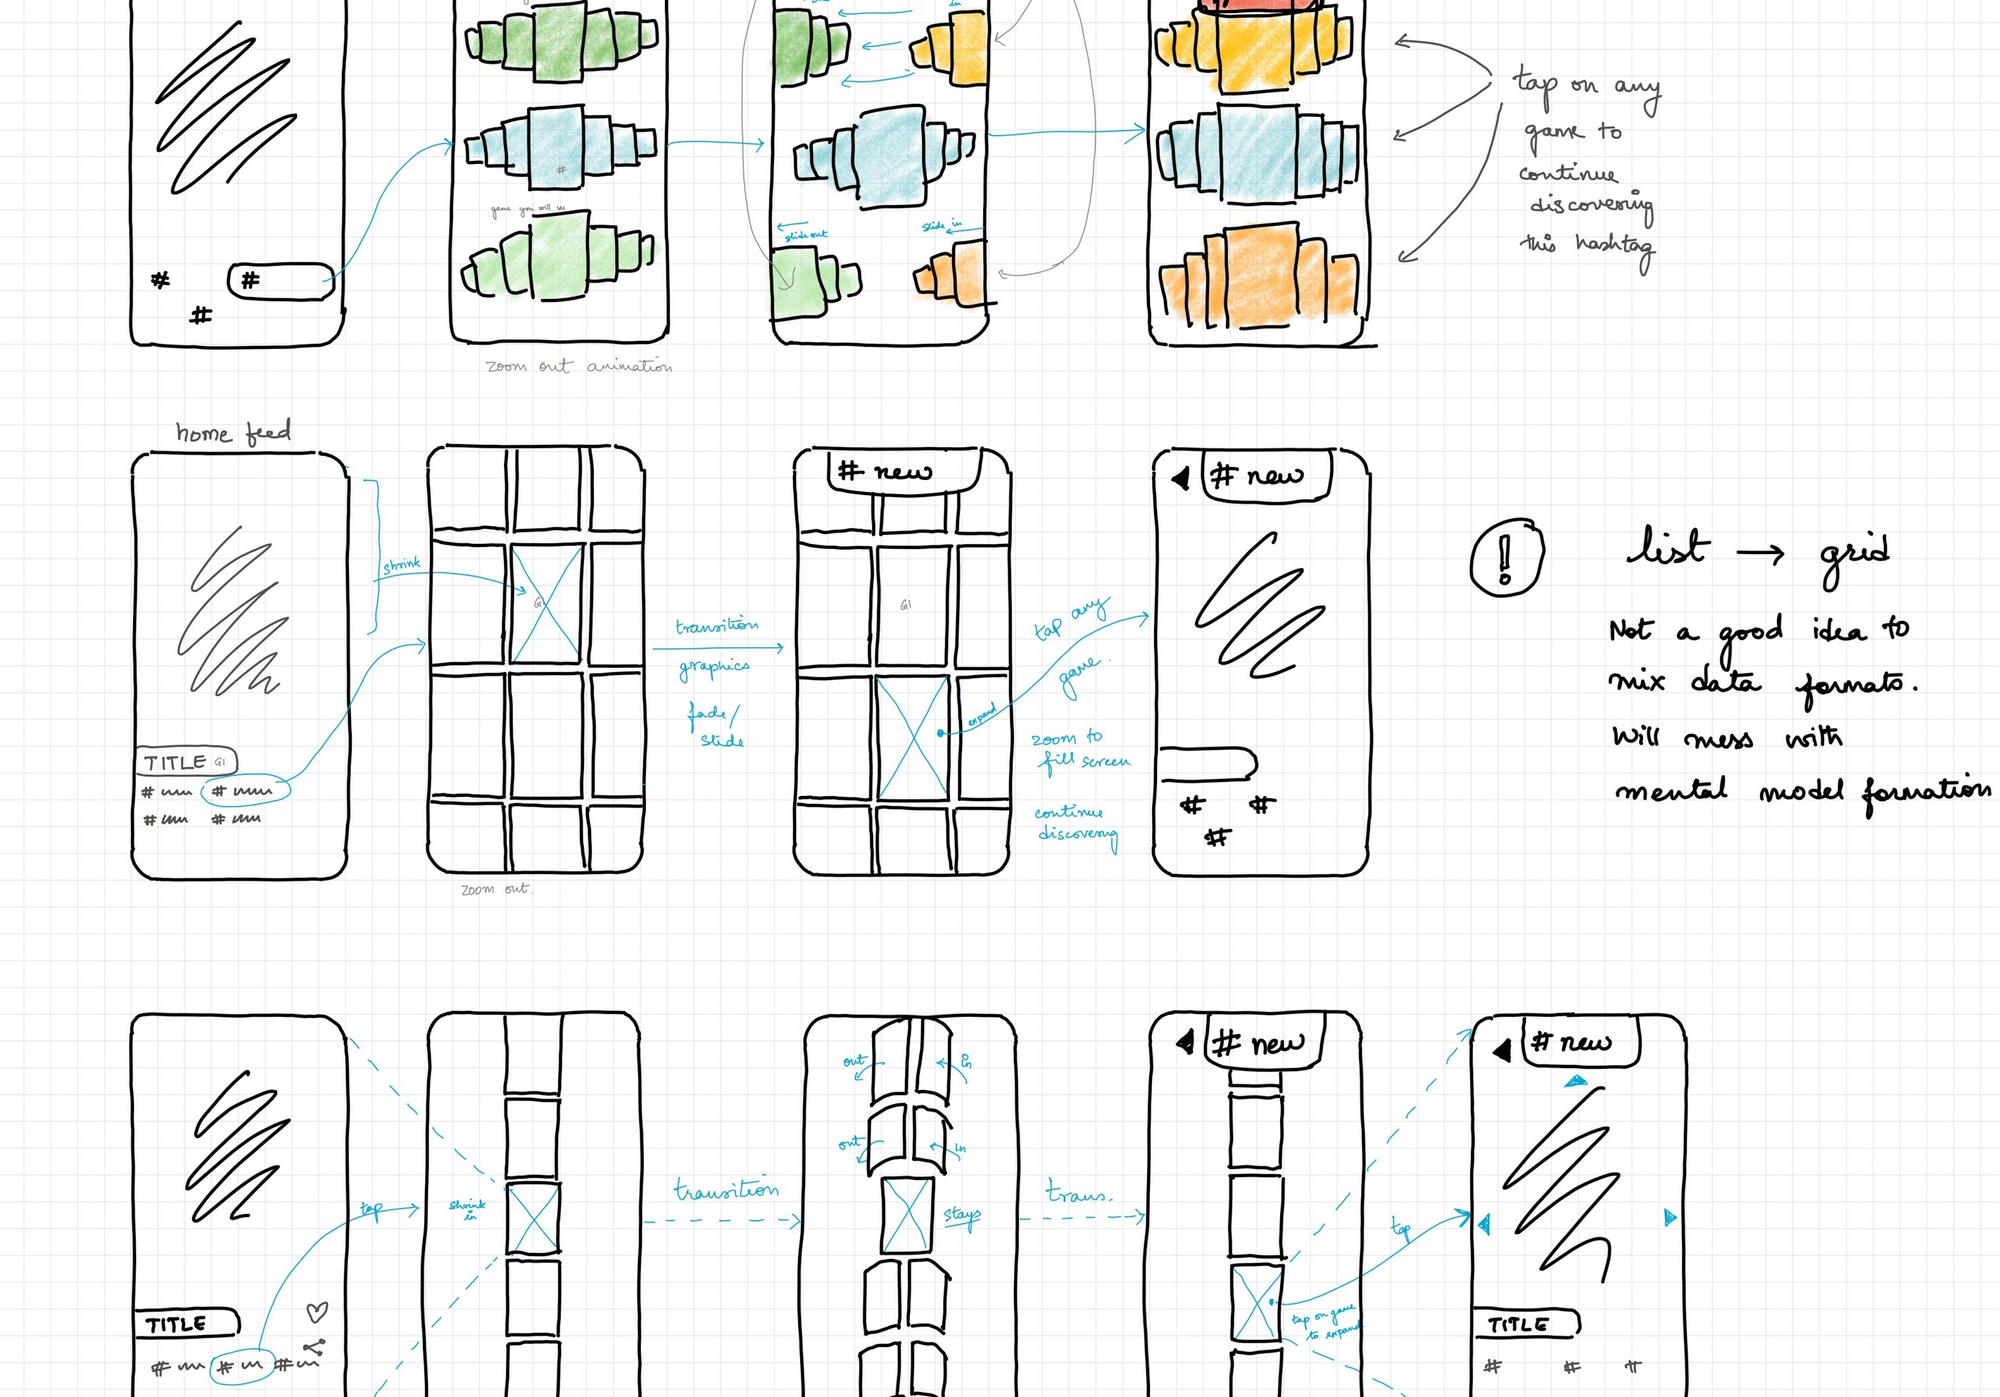 in
tap on any
game to
continue
discovering
this hashtag
#
game you will see
slide out
slide in
#
#
#
zoom out animation
home feed
# new
# new
shrink
G1
G1
transition
graphics
fade/
slide
tap any
game.
expand
zoom to
fill screen
continue
discovering
TITLE G1
#
#
#
#
#
#
#
zoom out.
!
list → grid
Not a good idea to
mix data formats.
Will mess with
mental model formation
# new
# new
out
in
out
in
tap
shrink
in
transition
stays
trans.
tap
tap on game
to expand
TITLE
#
#
#
TITLE
#
#